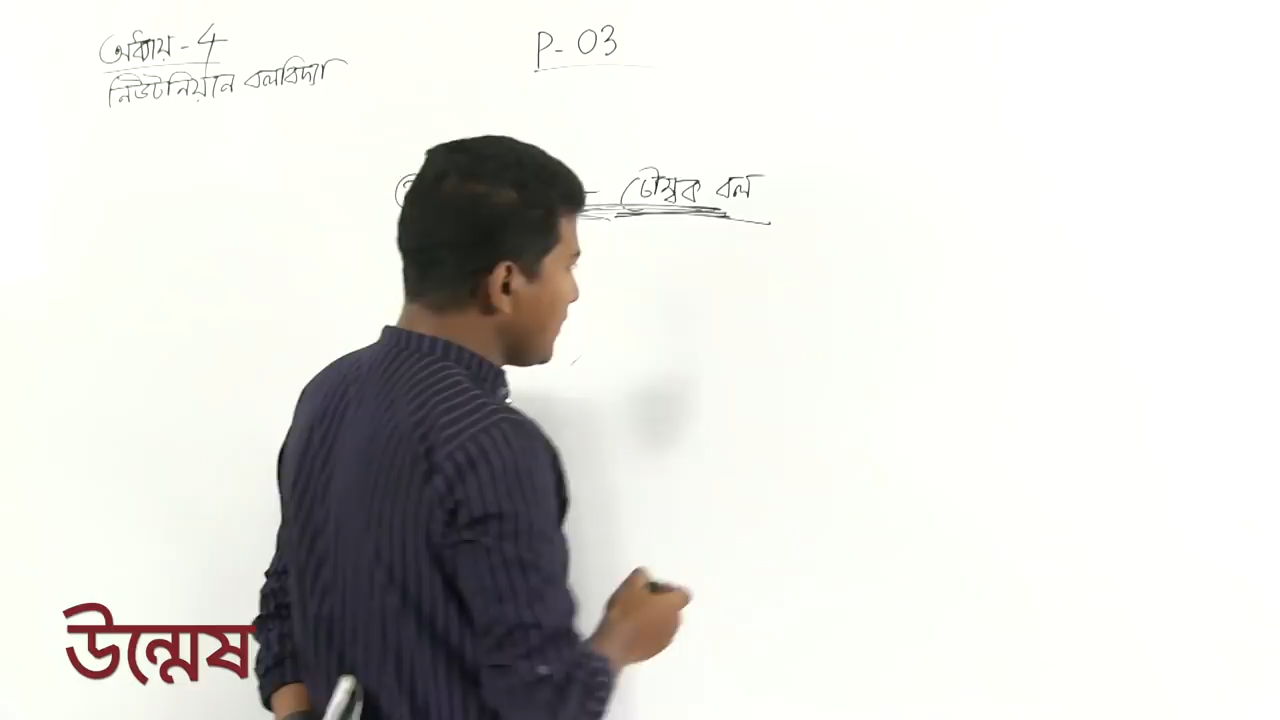 অধ্যায় - 4
নিউটনিয়ান বলবিদ্যা
P- 03
- চৌম্বক বল
উন্মেষ